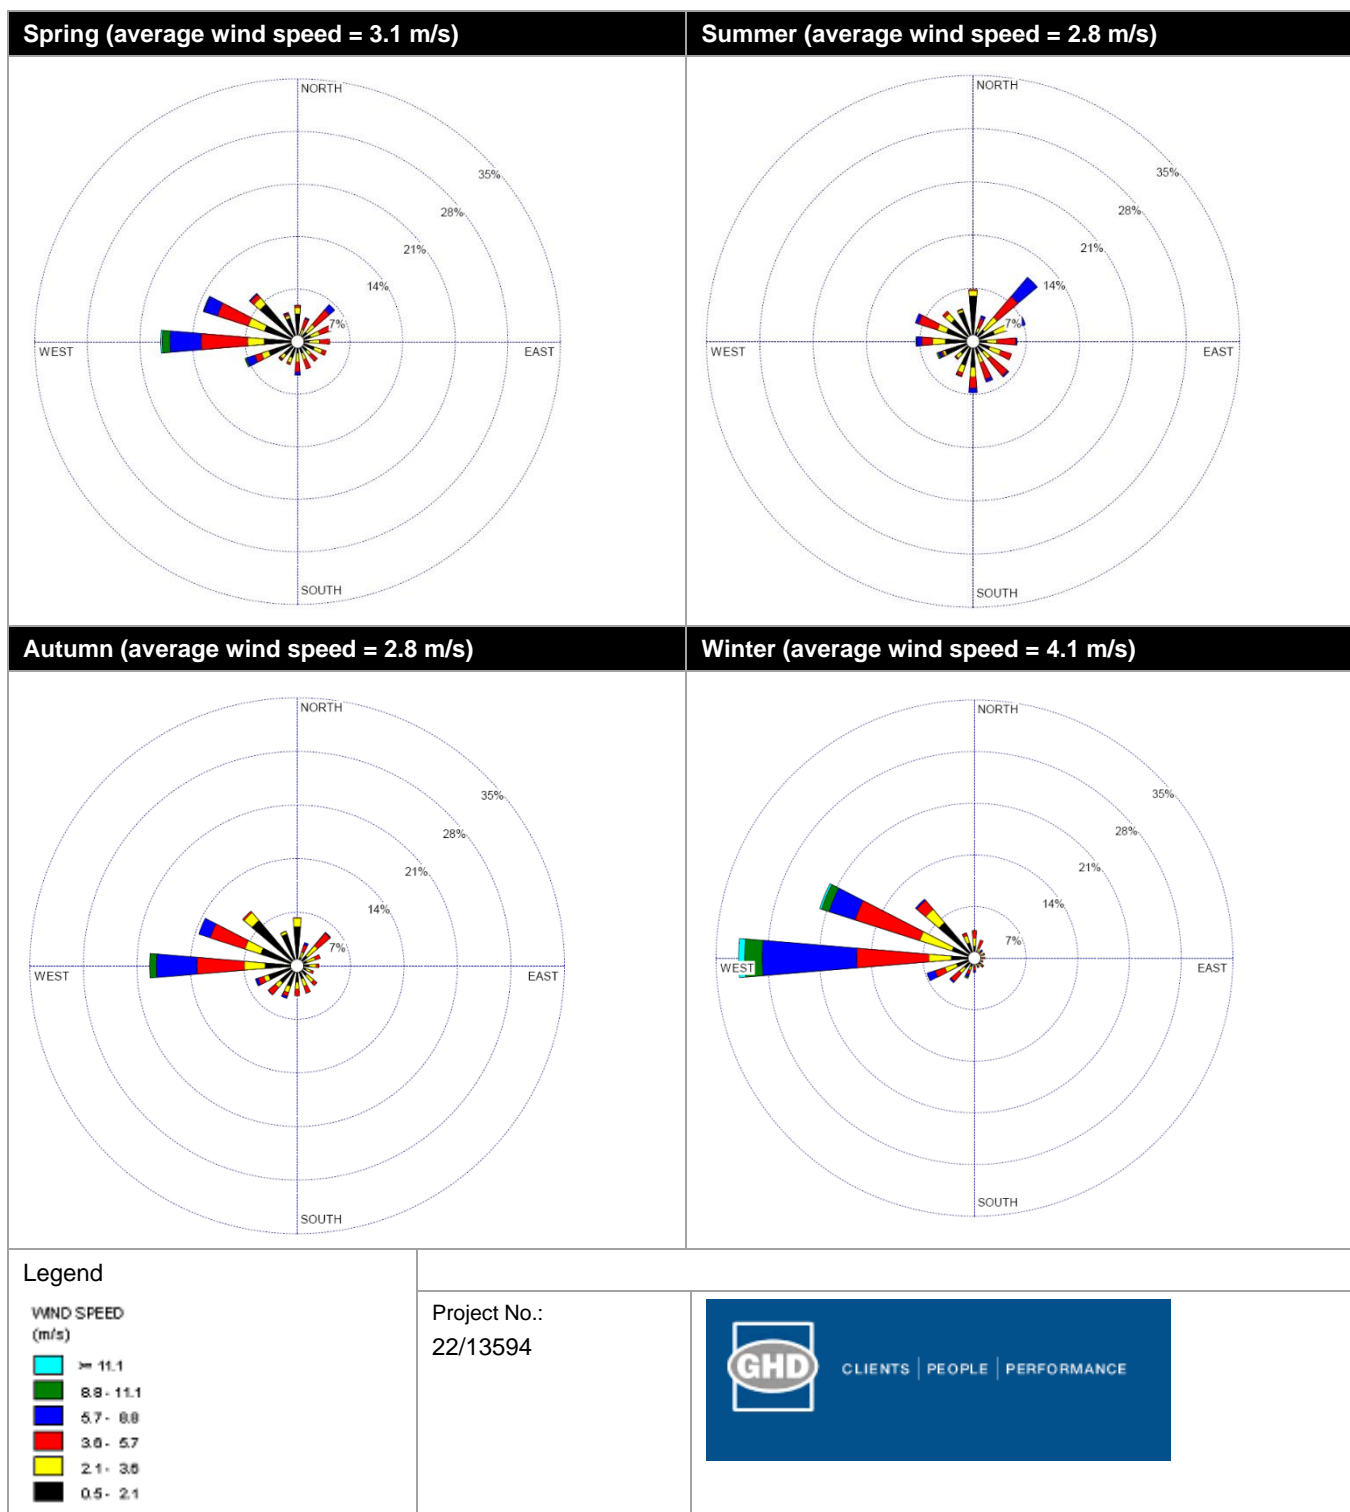 Spring (average wind speed = 3.1 m/s)
Summer (average wind speed = 2.8 m/s)
NORTH
35%
28%
21%
14%
7%
WEST
EAST
SOUTH
NORTH
35%
28%
21%
14%
7%
WEST
EAST
SOUTH
Autumn (average wind speed = 2.8 m/s)
Winter (average wind speed = 4.1 m/s)
NORTH
35%
28%
21%
14%
7%
WEST
EAST
SOUTH
NORTH
35%
28%
21%
14%
7%
WEST
EAST
SOUTH
Legend
WIND SPEED
(m/s)
>= 11.1
8.8 - 11.1
5.7 - 8.8
3.6 - 5.7
2.1 - 3.6
0.5 - 2.1
Project No.:
22/13594
GHD
CLIENTS | PEOPLE | PERFORMANCE